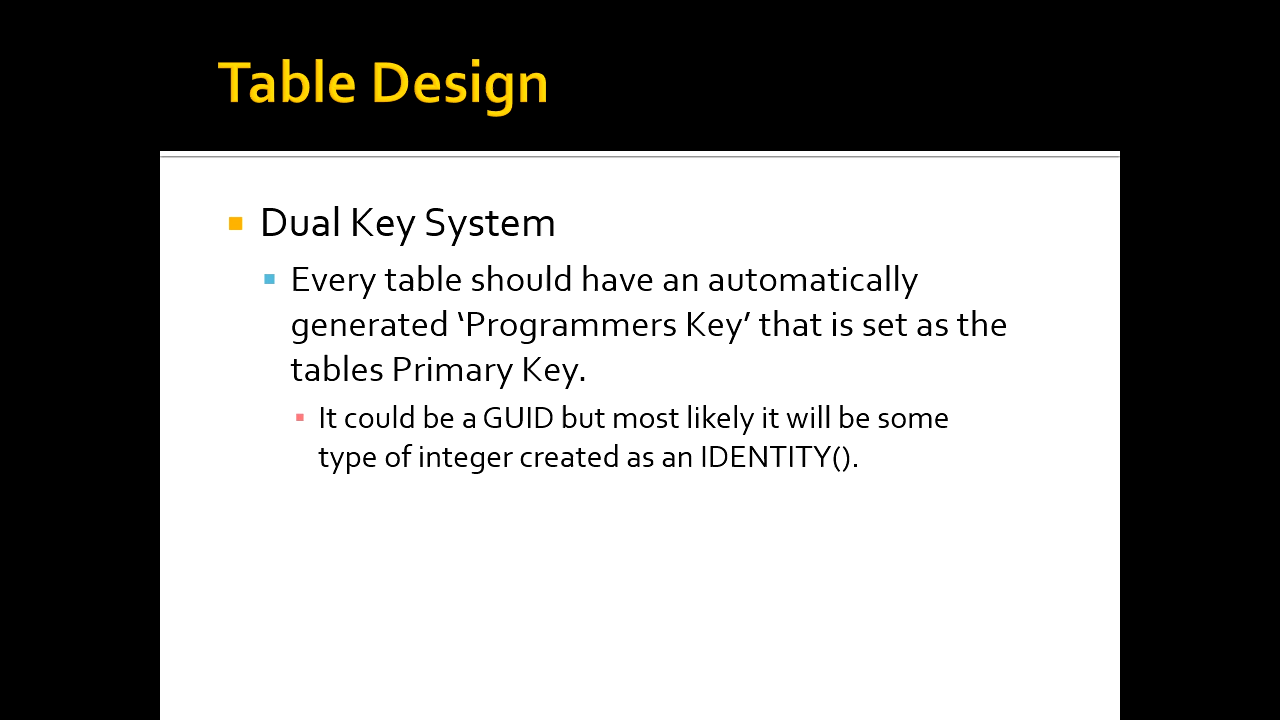 Table Design
Dual Key System
Every table should have an automatically
generated ‘Programmers Key’ that is set as the
tables Primary Key.
It could be a GUID but most likely it will be some
type of integer created as an IDENTITY().